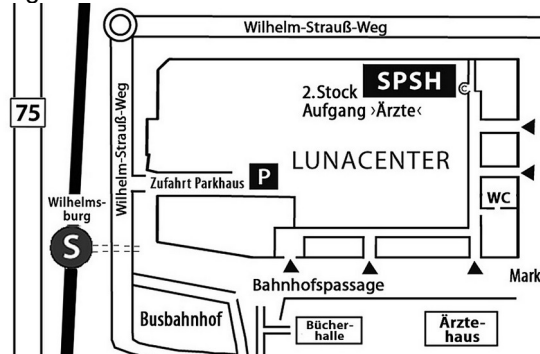 Wilhelm-Strauß-Weg
SPSH
2.Stock
Aufgang ›Ärzte‹
75
Wilhelm-Strauß-Weg
LUNACENTER
Zufahrt Parkhaus
P
Wilhelms-
burg
WC
S
Mark
Bahnhofspassage
Busbahnhof
Bücher-
halle
Ärzte-
haus